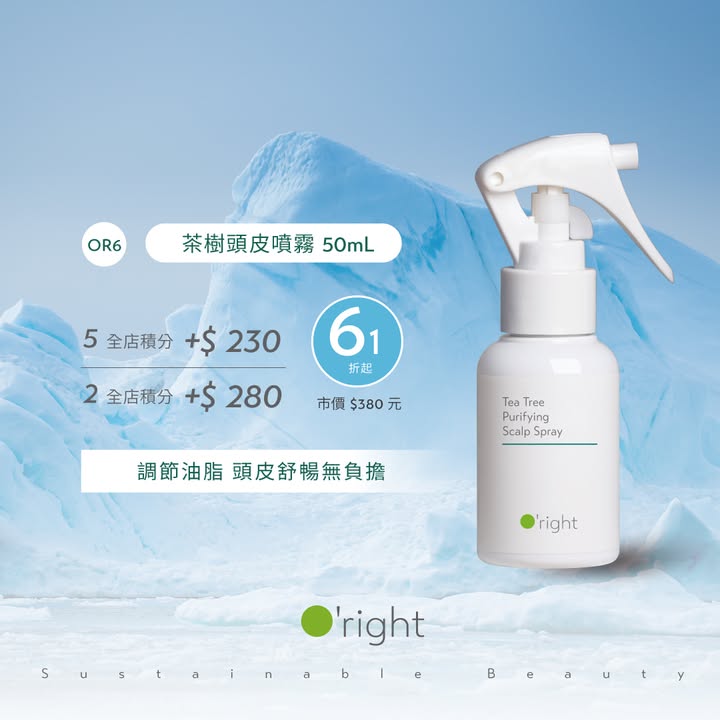 OR6
茶樹頭皮噴霧 50mL
5 全店積分 +$ 230
2 全店積分 +$ 280
61
折起
市價 $380 元
調節油脂 頭皮舒暢無負擔
Tea Tree
Purifying
Scalp Spray
O'right
O'right
Sustainable Beauty